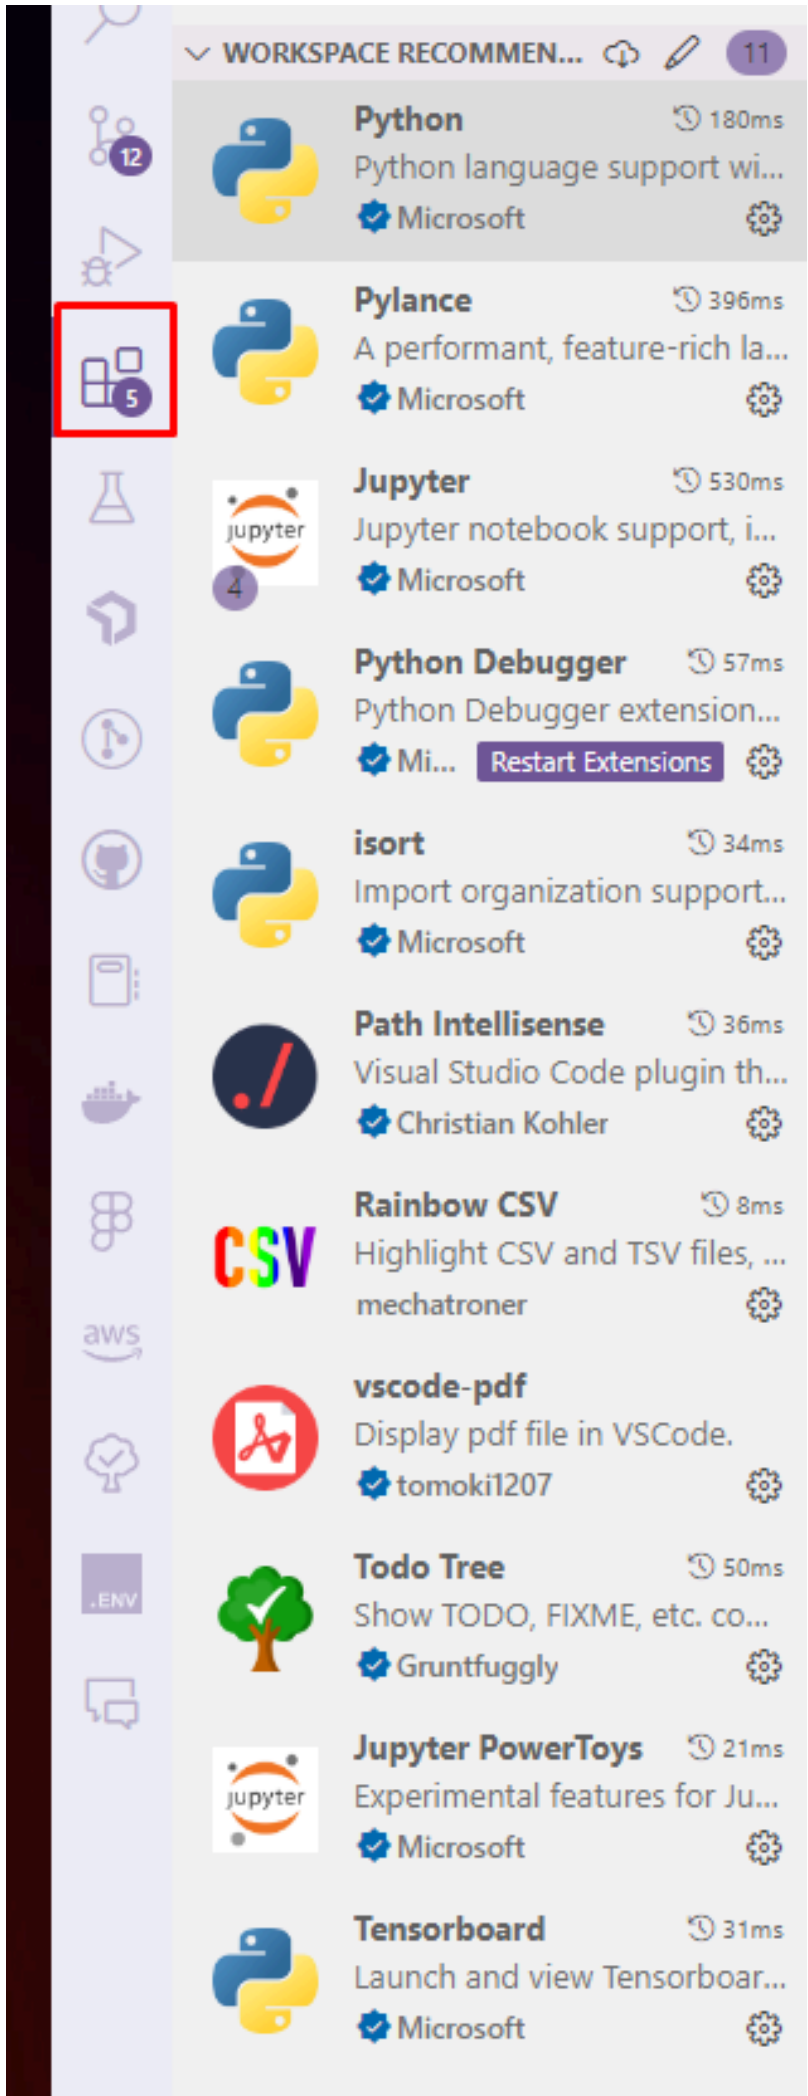 WORKSPACE RECOMMEN... 11
Python 180ms
Python language support wi...
Microsoft
12
Pylance 396ms
A performant, feature-rich la...
Microsoft
5
Jupyter 530ms
jupyter
Jupyter notebook support, i...
4
Microsoft
Python Debugger 57ms
Python Debugger extension...
Mi... Restart Extensions
isort 34ms
Import organization support...
Microsoft
Path Intellisense 36ms
./
Visual Studio Code plugin th...
Christian Kohler
Rainbow CSV 8ms
CSV
Highlight CSV and TSV files, ...
mechatroner
aws
vscode-pdf
Display pdf file in VSCode.
tomoki1207
Todo Tree 50ms
.ENV
Show TODO, FIXME, etc. co...
Gruntfuggly
Jupyter PowerToys 21ms
jupyter
Experimental features for Ju...
Microsoft
Tensorboard 31ms
Launch and view Tensorboar...
Microsoft